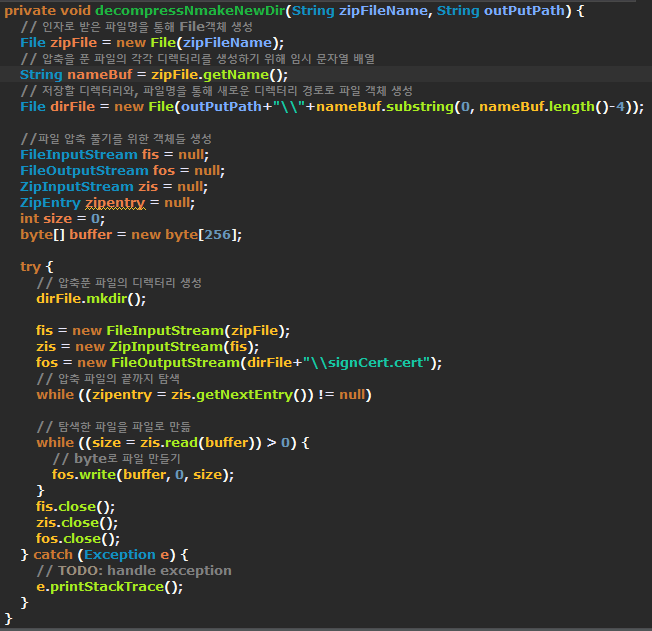 private void decompressNmakeNewDir(String zipFileName, String outPutPath) {
// 인자로 받은 파일명을 통해 File객체 생성
File zipFile = new File(zipFileName);
// 압축을 푼 파일의 각각 디렉터리를 생성하기 위해 임시 문자열 배열
String nameBuf = zipFile.getName();
// 저장할 디렉터리와, 파일명을 통해 새로운 디렉터리 경로로 파일 객체 생성
File dirFile = new File(outPutPath+"\\"+nameBuf.substring(0, nameBuf.length()-4));
//파일 압축 풀기를 위한 객체들 생성
FileInputStream fis = null;
FileOutputStream fos = null;
ZipInputStream zis = null;
ZipEntry zipentry = null;
int size = 0;
byte[] buffer = new byte[256];
try {
// 압축푼 파일의 디렉터리 생성
dirFile.mkdir();
fis = new FileInputStream(zipFile);
zis = new ZipInputStream(fis);
fos = new FileOutputStream(dirFile+"\\signCert.cert");
// 압축 파일의 끝까지 탐색
while ((zipentry = zis.getNextEntry()) != null)
// 탐색한 파일을 파일로 만듦
while ((size = zis.read(buffer)) > 0) {
// byte로 파일 만들기
fos.write(buffer, 0, size);
}
fis.close();
zis.close();
fos.close();
} catch (Exception e) {
// TODO: handle exception
e.printStackTrace();
}
}